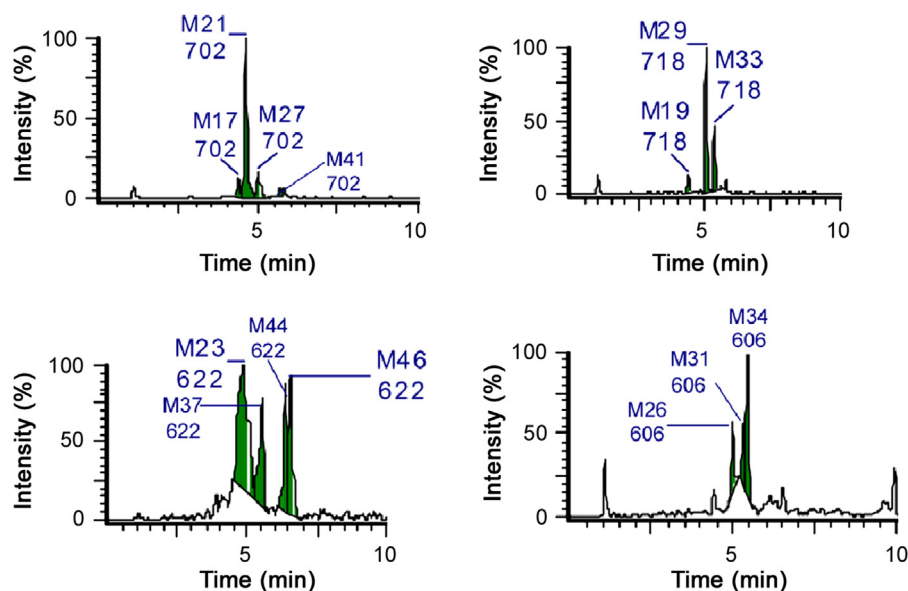 M21
702
M17
702
M27
702
M41
702
Intensity (%)
100
50
0
5
10
Time (min)
M29
718
M33
718
M19
718
Intensity (%)
100
50
0
5
10
Time (min)
M23
622
M44
622
M46
622
M37
622
Intensity (%)
100
50
0
5
10
Time (min)
M34
606
M31
606
M26
606
Intensity (%)
100
50
0
5
10
Time (min)